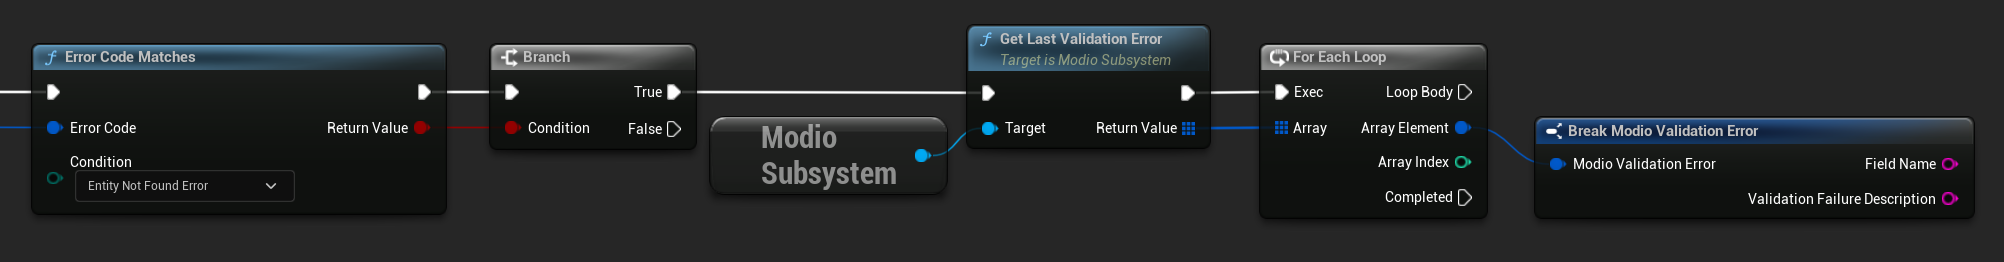 Error Code Matches
Error Code
Return Value
Condition
Entity Not Found Error
Branch
True
Condition
False
Modio
Subsystem
Get Last Validation Error
Target is Modio Subsystem
Target
Return Value
For Each Loop
Exec
Loop Body
Array
Array Element
Array Index
Completed
Break Modio Validation Error
Modio Validation Error
Field Name
Validation Failure Description